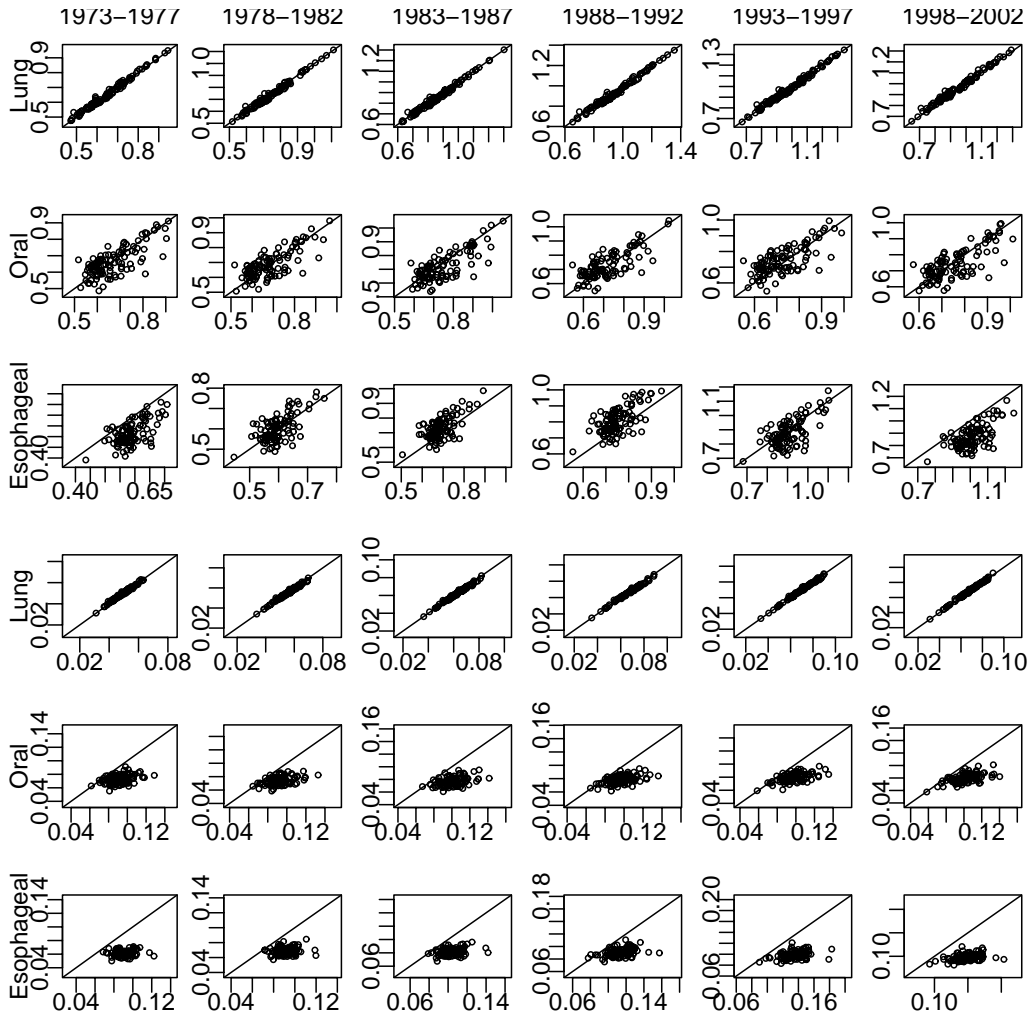 1973–1977 1978–1982 1983–1987 1988–1992 1993–1997 1998–2002
Lung 0.5 0.9 0.5 1.0 0.6 1.2 0.6 1.2 0.7 1.3 0.7 1.2
0.5 0.8 0.5 0.9 0.6 1.0 0.6 1.0 1.4 0.7 1.1 0.7 1.1
Oral 0.5 0.9 0.5 0.9 0.5 0.9 0.6 1.0 0.6 1.0 0.6 1.0
0.5 0.8 0.5 0.8 0.5 0.8 0.6 0.9 0.6 0.9 0.6 0.9
Esophageal 0.40 0.5 0.8 0.5 0.9 0.6 1.0 0.7 1.1 0.7 1.2
0.40 0.65 0.5 0.7 0.5 0.8 0.6 0.9 0.7 1.0 0.7 1.1
Lung 0.02 0.02 0.02 0.10 0.02 0.02 0.02
0.02 0.08 0.02 0.08 0.02 0.08 0.02 0.08 0.02 0.10 0.02 0.10
Oral 0.04 0.14 0.04 0.04 0.16 0.04 0.16 0.04 0.04
0.04 0.12 0.04 0.12 0.04 0.12 0.04 0.12 0.04 0.12 0.04 0.12
Esophageal 0.04 0.14 0.04 0.14 0.06 0.06 0.18 0.06 0.20 0.10
0.04 0.12 0.04 0.12 0.06 0.14 0.06 0.14 0.06 0.16 0.10